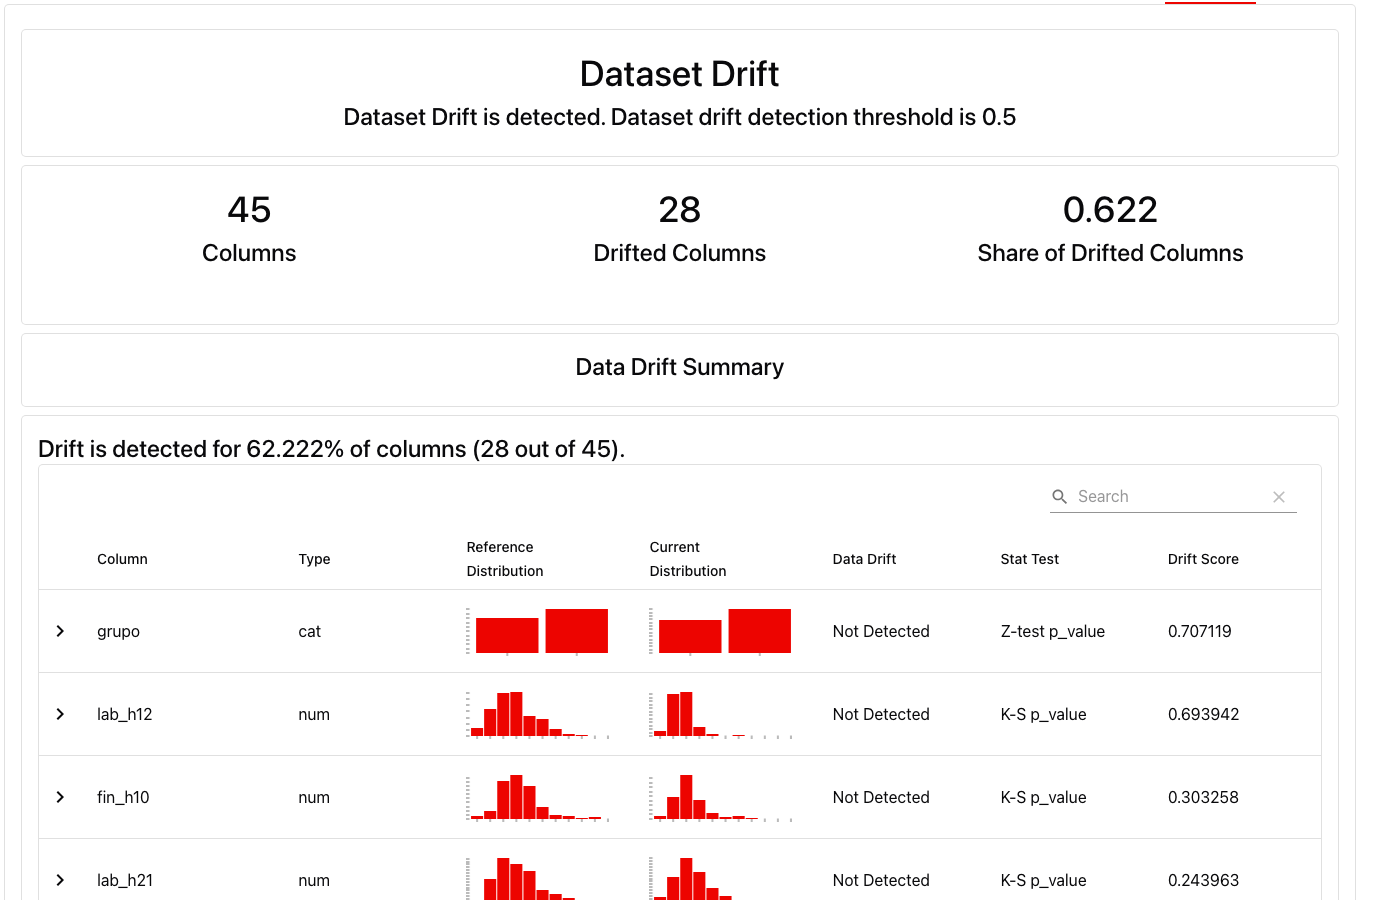 Dataset Drift
Dataset Drift is detected. Dataset drift detection threshold is 0.5
45
Columns
28
Drifted Columns
0.622
Share of Drifted Columns
Data Drift Summary
Drift is detected for 62.222% of columns (28 out of 45).
Search
Column Type Reference Distribution Current Distribution Data Drift Stat Test Drift Score
grupo cat Not Detected Z-test p_value 0.707119
lab_h12 num Not Detected K-S p_value 0.693942
fin_h10 num Not Detected K-S p_value 0.303258
lab_h21 num Not Detected K-S p_value 0.243963